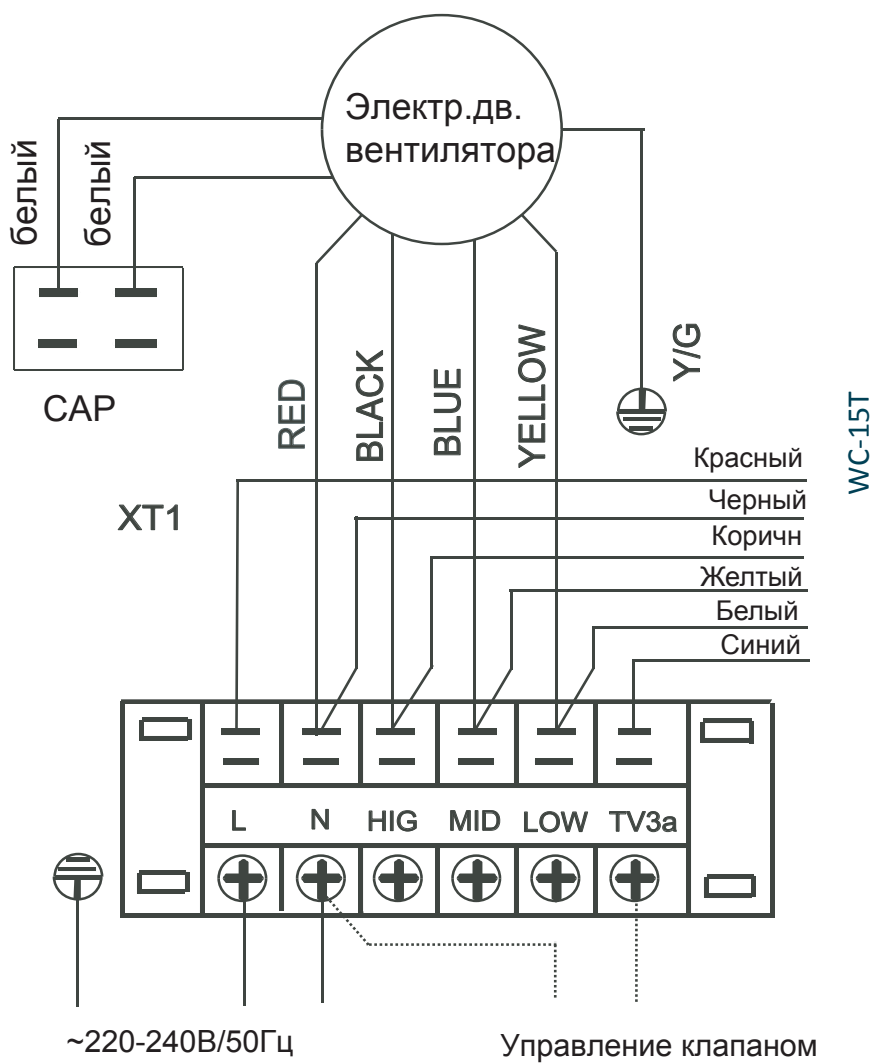 Электр.дв.
вентилятора
белый
белый
CAP
RED
BLACK
BLUE
YELLOW
Y/G
WC-15T
XT1
Красный
Черный
Коричн
Желтый
Белый
Синий
L N HIG MID LOW TV3a
~220-240В/50Гц
Управление клапаном